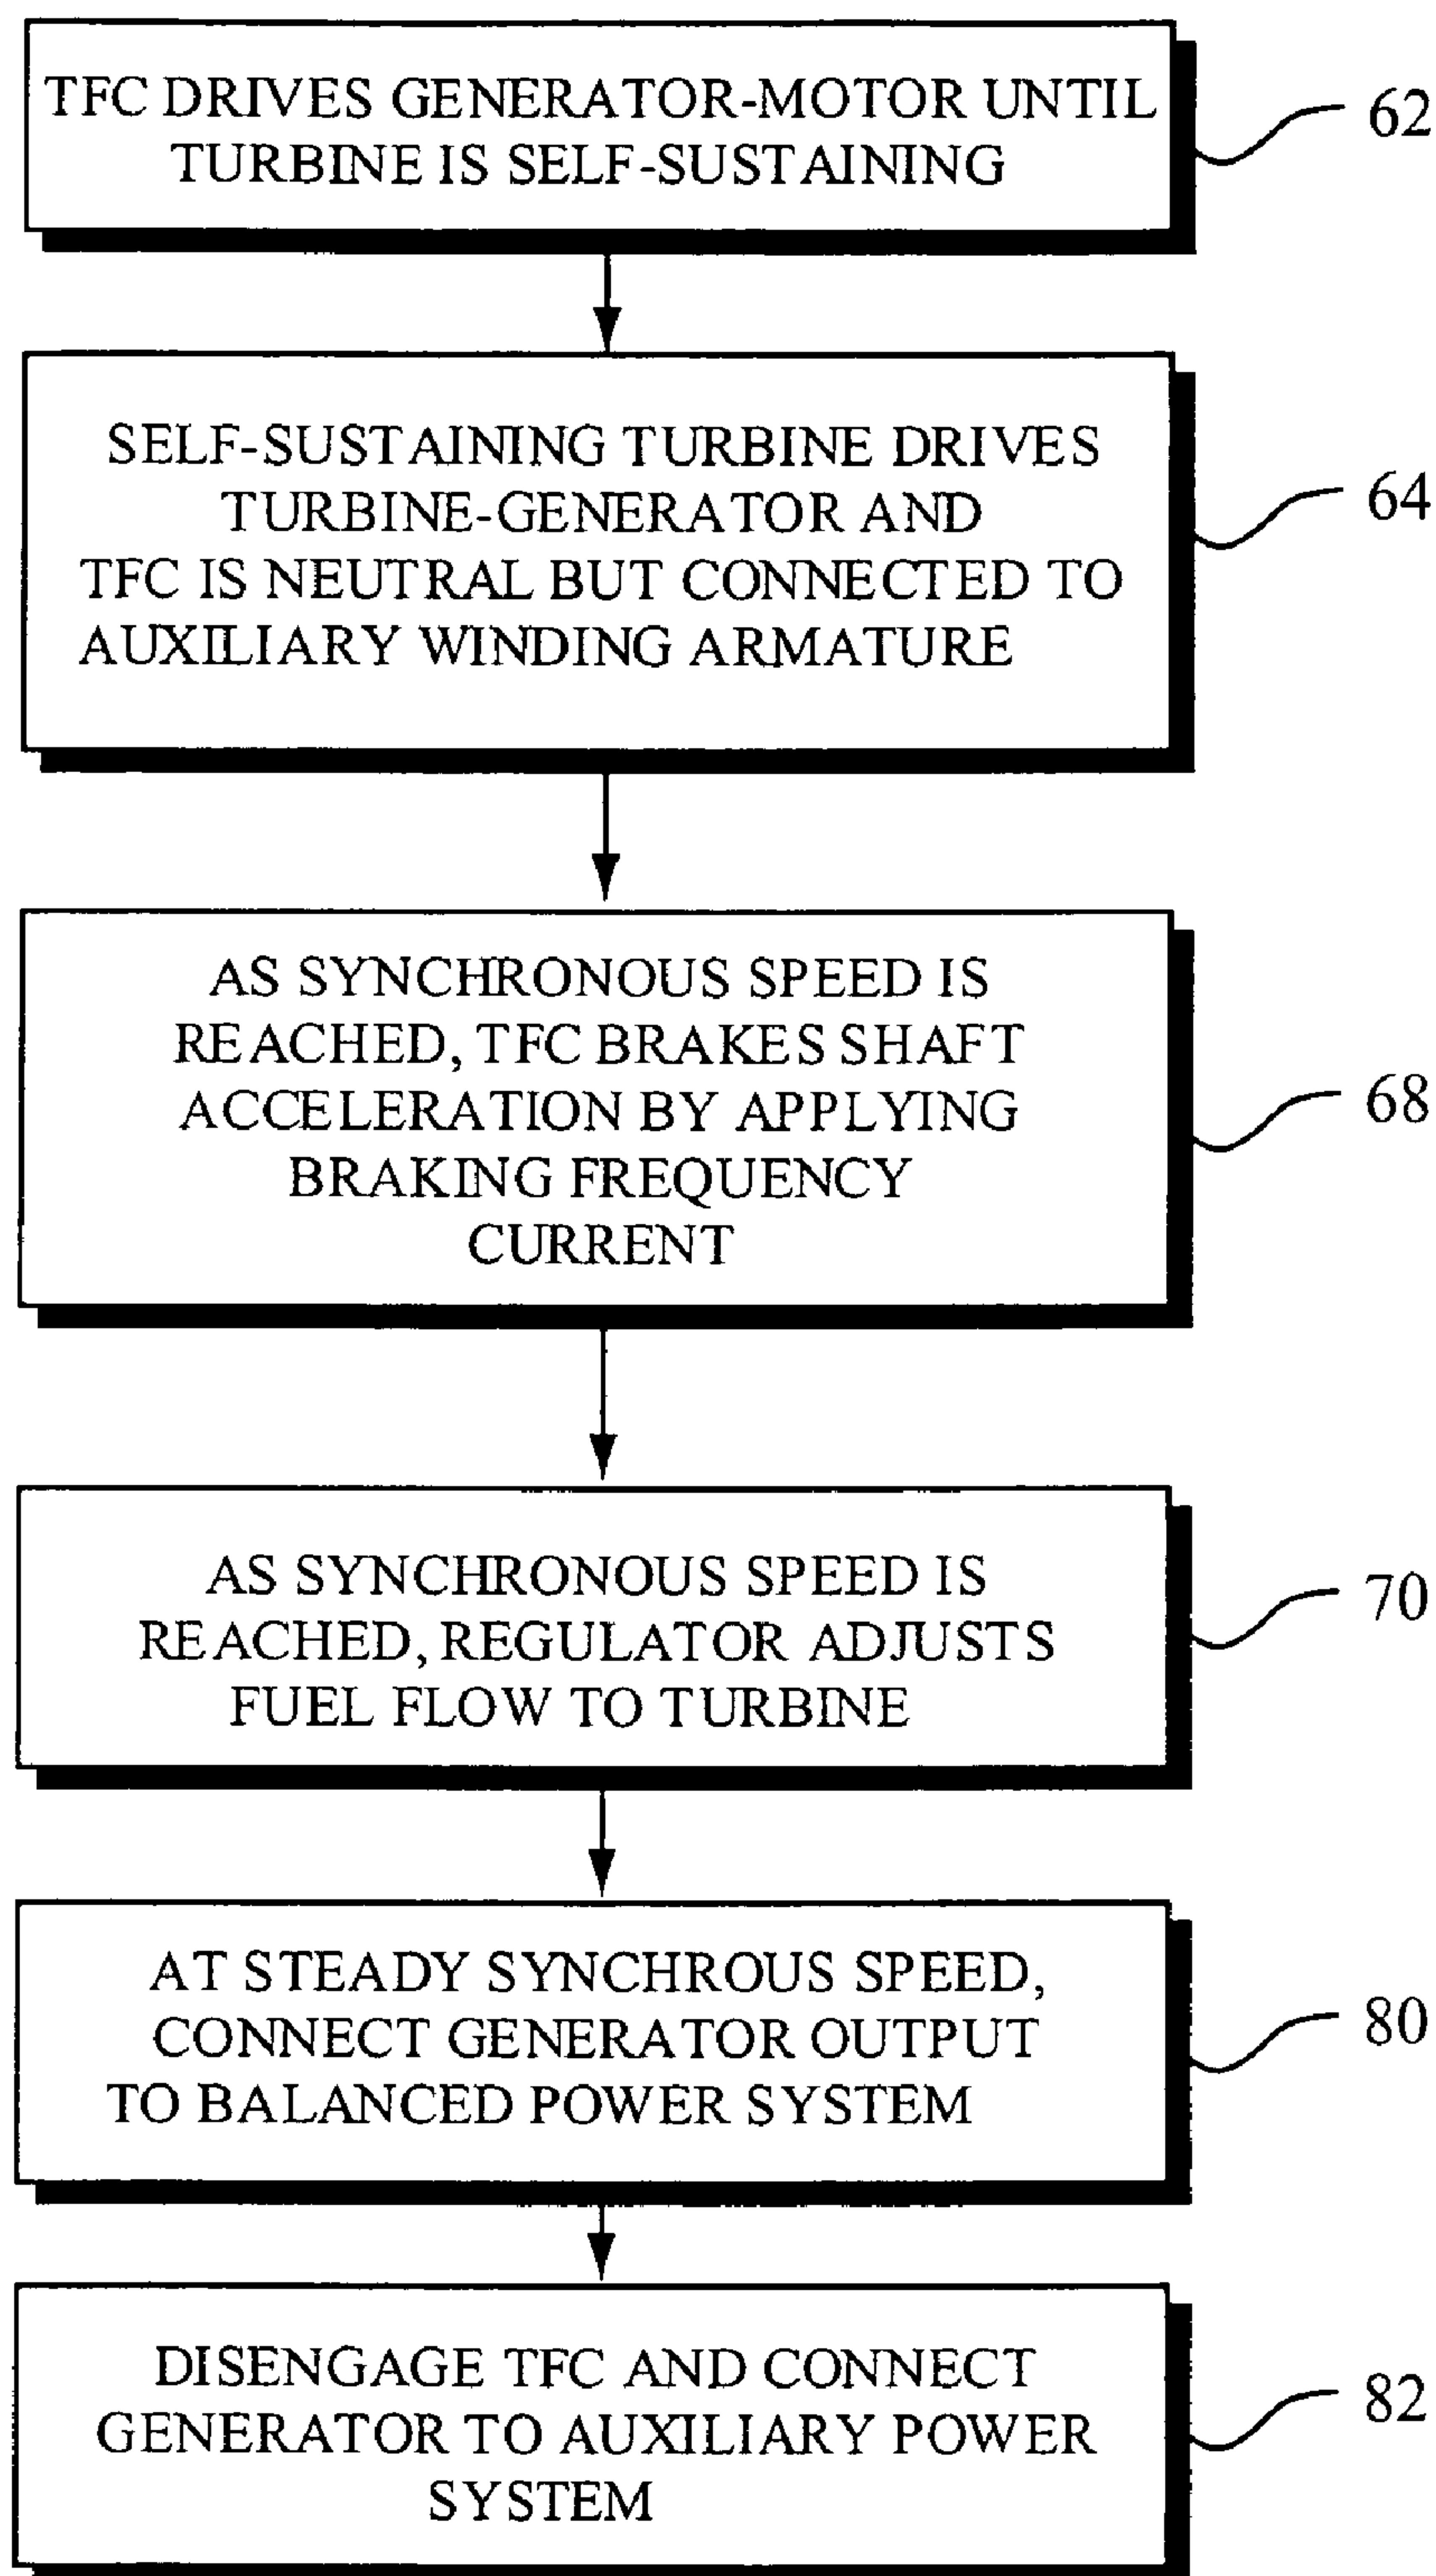 TFC DRIVES GENERATOR-MOTOR UNTIL
TURBINE IS SELF-SUSTAINING
62
SELF-SUSTAINING TURBINE DRIVES
TURBINE-GENERATOR AND
TFC IS NEUTRAL BUT CONNECTED TO
AUXILIARY WINDING ARMATURE
64
AS SYNCHRONOUS SPEED IS
REACHED, TFC BRAKES SHAFT
ACCELERATION BY APPLYING
BRAKING FREQUENCY
CURRENT
68
AS SYNCHRONOUS SPEED IS
REACHED, REGULATOR ADJUSTS
FUEL FLOW TO TURBINE
70
AT STEADY SYNCHROUS SPEED,
CONNECT GENERATOR OUTPUT
TO BALANCED POWER SYSTEM
80
DISENGAGE TFC AND CONNECT
GENERATOR TO AUXILIARY POWER
SYSTEM
82